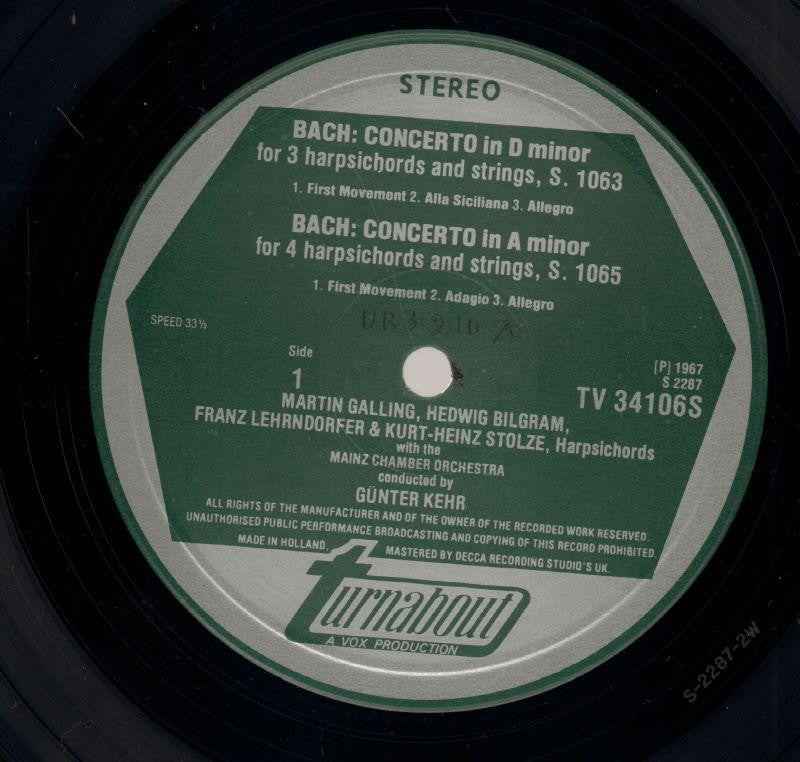 STEREO
BACH: CONCERTO in D minor
for 3 harpsichords and strings, S. 1063
1. First Movement 2. Alla Siciliana 3. Allegro
BACH: CONCERTO in A minor
for 4 harpsichords and strings, S. 1065
1. First Movement 2. Adagio 3. Allegro
SPEED 33⅓
Side
1
[P] 1967
S 2287
TV 34106S
MARTIN GALLING, HEDWIG BILGRAM,
FRANZ LEHRNDORFER & KURT-HEINZ STOLZE, Harpsichords
with the
MAINZ CHAMBER ORCHESTRA
conducted by
GÜNTER KEHR
ALL RIGHTS OF THE MANUFACTURER AND OF THE OWNER OF THE RECORDED WORK RESERVED.
UNAUTHORISED PUBLIC PERFORMANCE BROADCASTING AND COPYING OF THIS RECORD PROHIBITED.
MADE IN HOLLAND. MASTERED BY DECCA RECORDING STUDIO'S UK.
turnabout
A VOX PRODUCTION
S-2287-2W